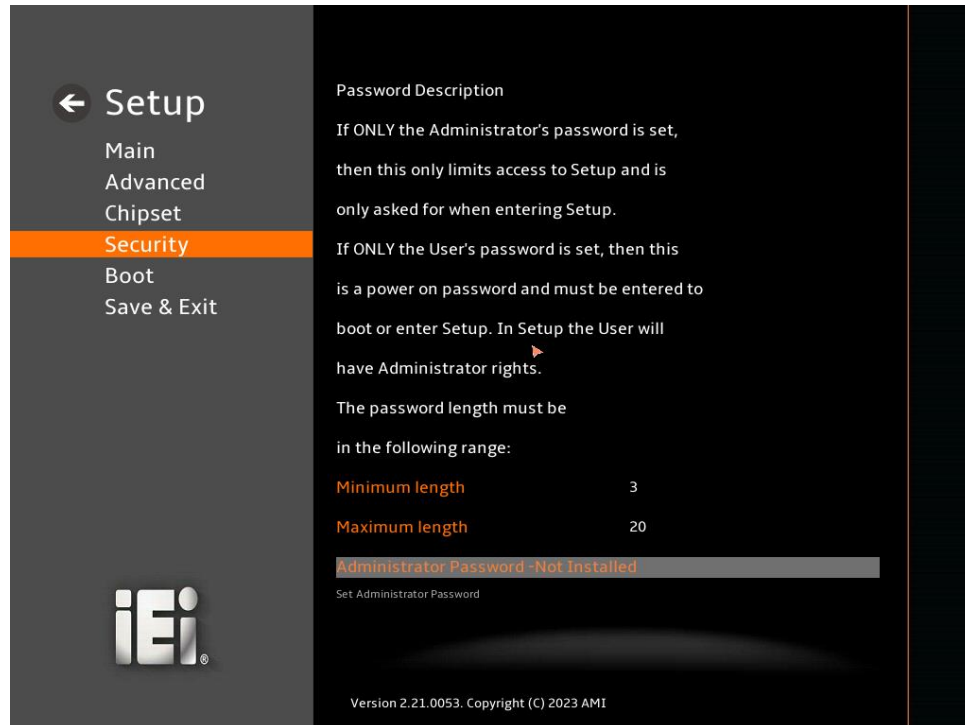 Setup
Main
Advanced
Chipset
Security
Boot
Save & Exit
Password Description
If ONLY the Administrator's password is set,
then this only limits access to Setup and is
only asked for when entering Setup.
If ONLY the User's password is set, then this
is a power on password and must be entered to
boot or enter Setup. In Setup the User will
have Administrator rights.
The password length must be
in the following range:
Minimum length 3
Maximum length 20
Administrator Password -Not Installed
Set Administrator Password
iEi®
Version 2.21.0053. Copyright (C) 2023 AMI